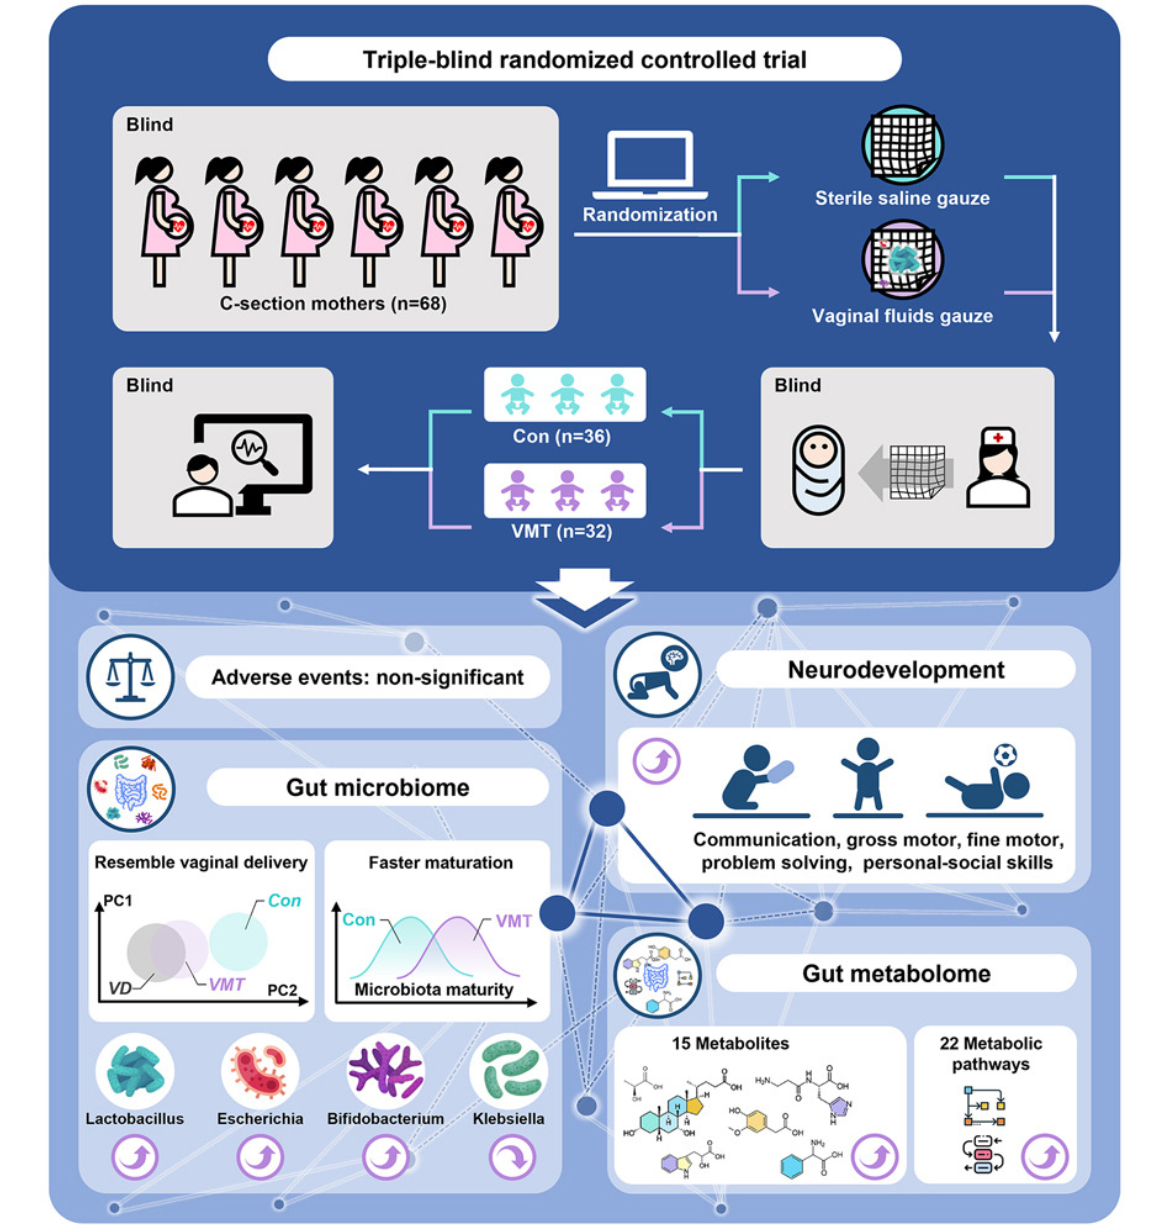 Triple-blind randomized controlled trial
Blind
C-section mothers (n=68)
Randomization
Sterile saline gauze
Vaginal fluids gauze
Blind
Con (n=36)
VMT (n=32)
Blind
Adverse events: non-significant
Neurodevelopment
Communication, gross motor, fine motor,
problem solving, personal-social skills
Gut microbiome
Resemble vaginal delivery
PC1
Con
VD
VMT
PC2
Faster maturation
Con
VMT
Microbiota maturity
Lactobacillus
Escherichia
Bifidobacterium
Klebsiella
Gut metabolome
15 Metabolites
22 Metabolic
pathways